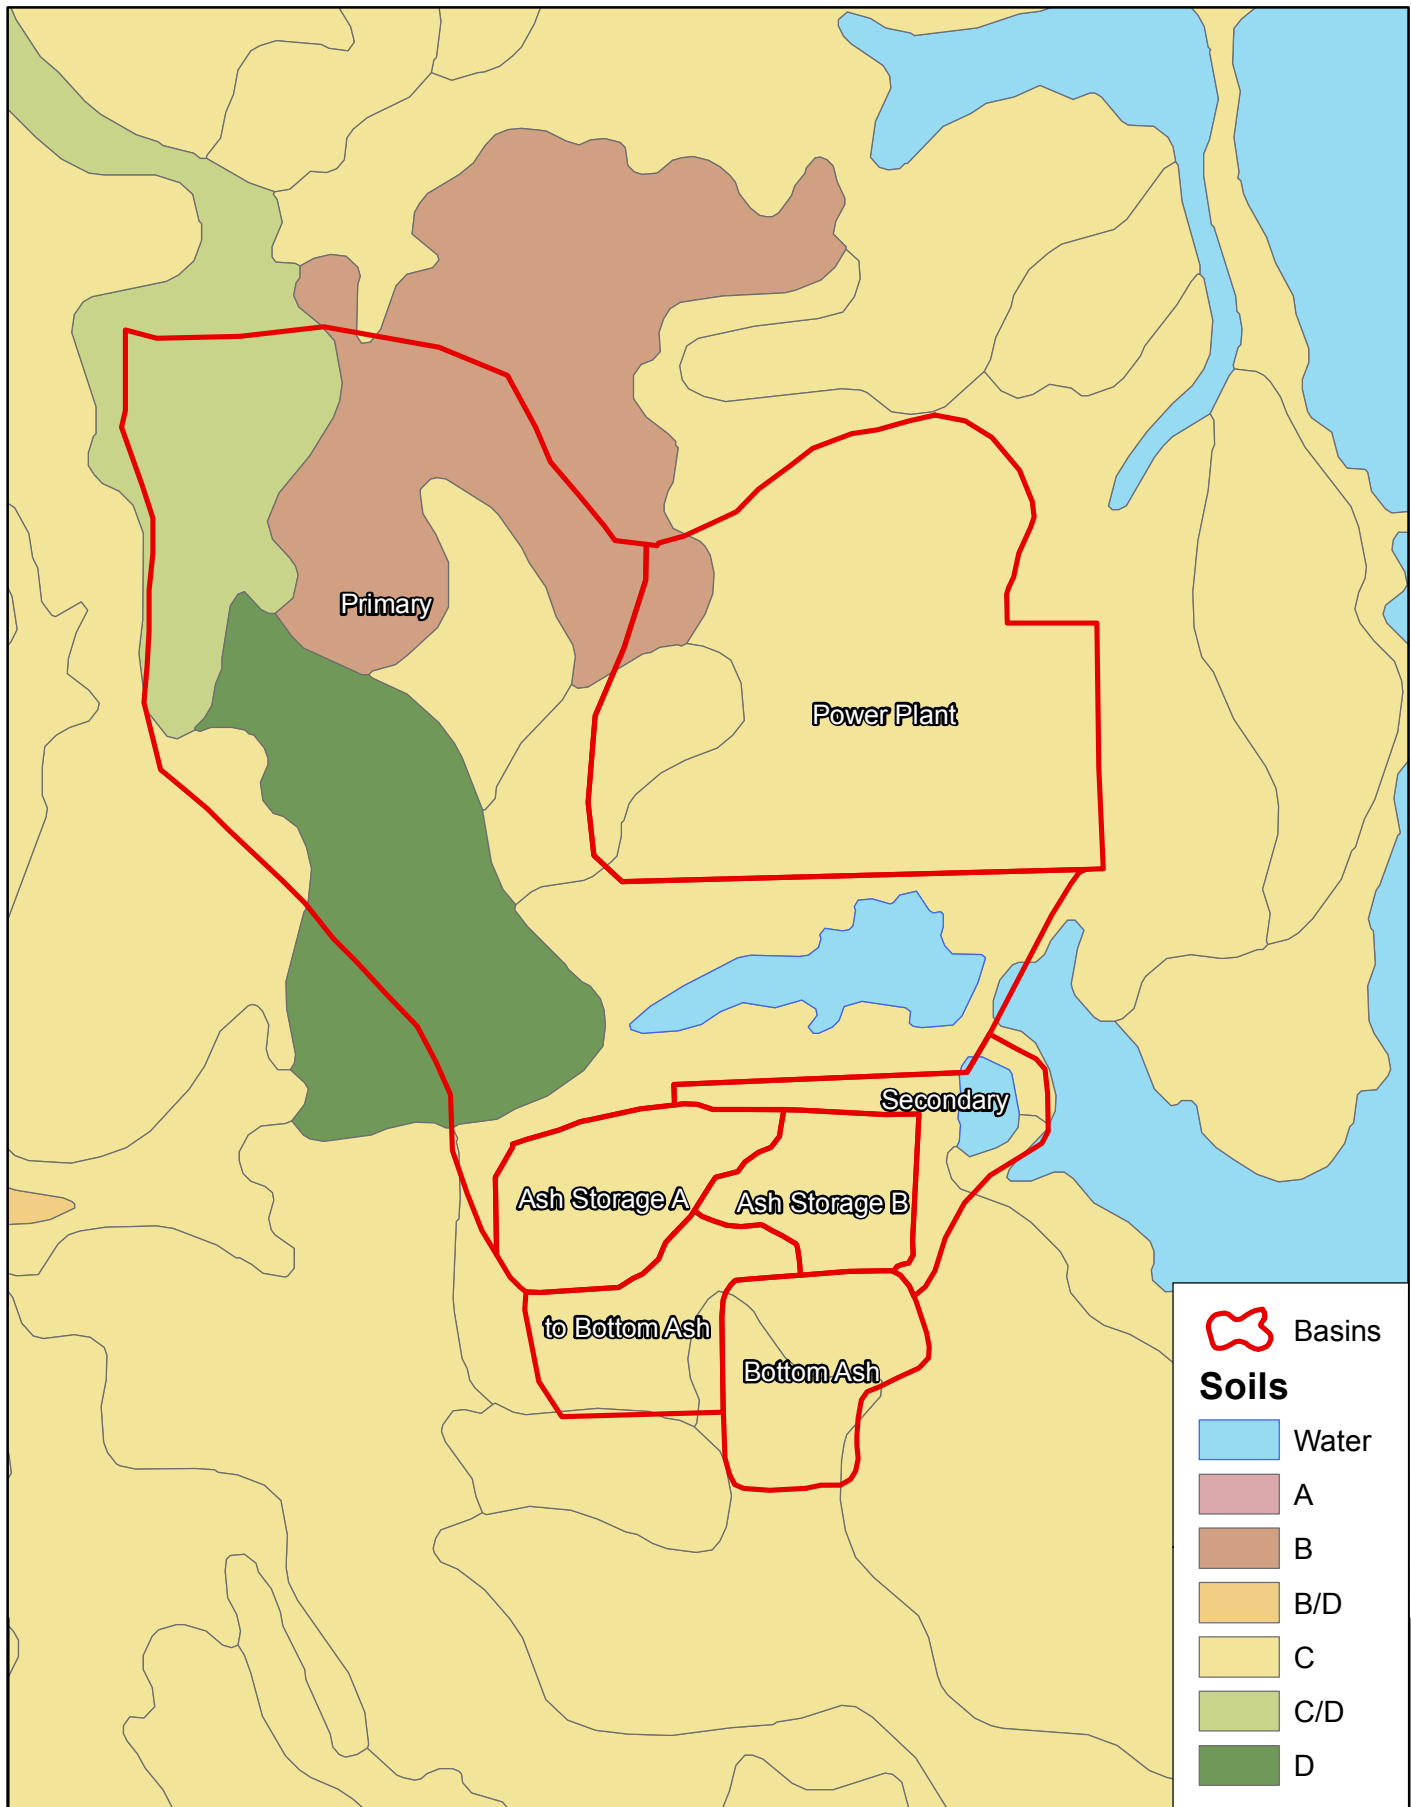 Primary
Power Plant
Secondary
Ash Storage A
Ash Storage B
to Bottom Ash
Bottom Ash
Basins
Soils
Water
A
B
B/D
C
C/D
D